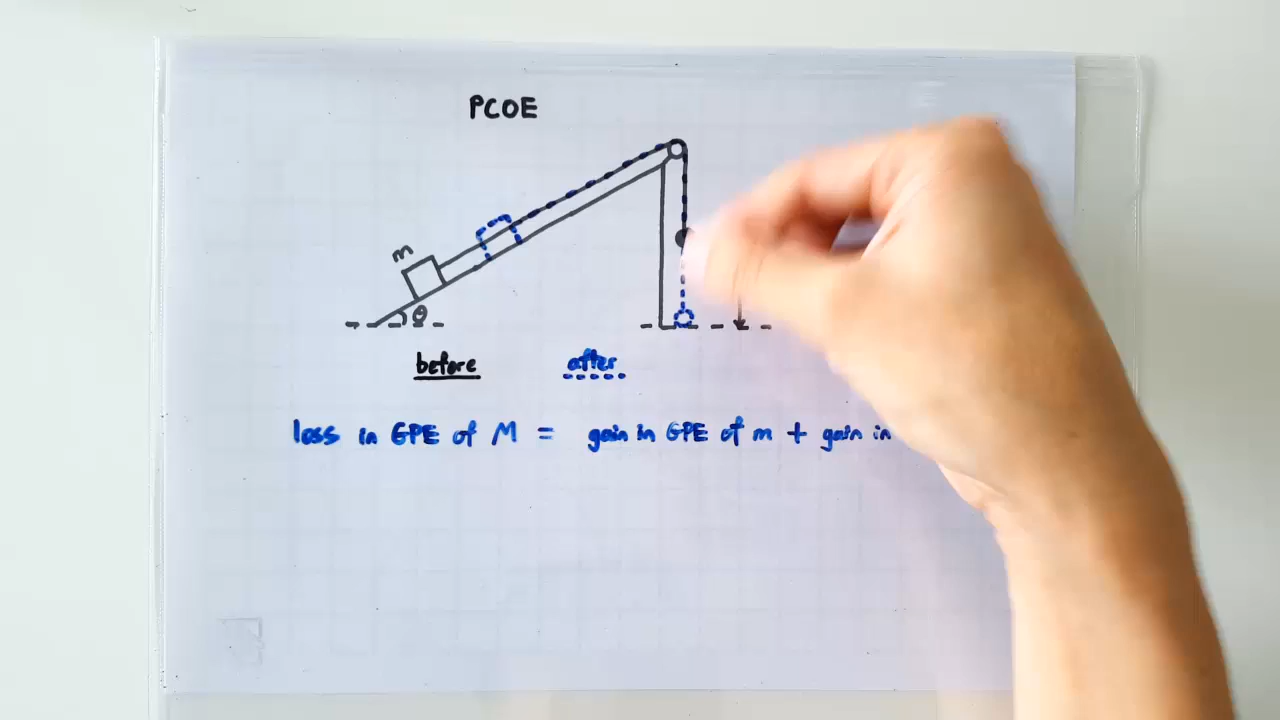 PCOE
m
θ
before after
loss in GPE of M = gain in GPE of m + gain in